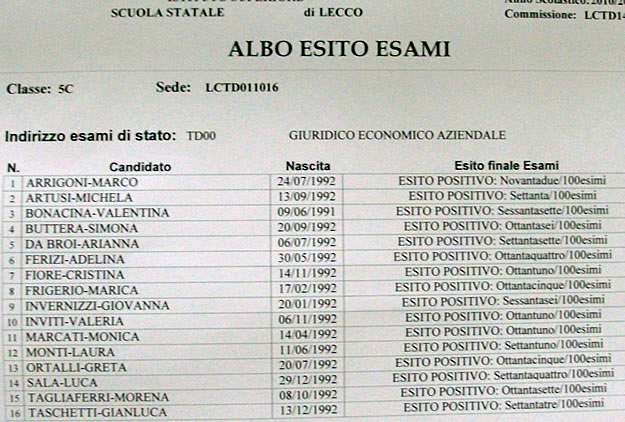 SCUOLA STATALE di LECCO
Commissione: LCTD14
ALBO ESITO ESAMI
Classe: 5C Sede: LCTD011016
Indirizzo esami di stato: TD00 GIURIDICO ECONOMICO AZIENDALE
N. Candidato Nascita Esito finale Esami
1 ARRIGONI-MARCO 24/07/1992 ESITO POSITIVO: Novantadue/100esimi
2 ARTUSI-MICHELA 13/09/1992 ESITO POSITIVO: Settanta/100esimi
3 BONACINA-VALENTINA 09/06/1991 ESITO POSITIVO: Sessantasette/100esimi
4 BUTTERA-SIMONA 20/09/1992 ESITO POSITIVO: Ottantasei/100esimi
5 DA BROI-ARIANNA 06/07/1992 ESITO POSITIVO: Settantasette/100esimi
6 FERIZI-ADELINA 30/05/1992 ESITO POSITIVO: Ottantaquattro/100esimi
7 FIORE-CRISTINA 14/11/1992 ESITO POSITIVO: Ottantuno/100esimi
8 FRIGERIO-MARICA 17/02/1992 ESITO POSITIVO: Ottantacinque/100esimi
9 INVERNIZZI-GIOVANNA 20/01/1992 ESITO POSITIVO: Sessantasei/100esimi
10 INVITI-VALERIA 06/11/1992 ESITO POSITIVO: Ottantuno/100esimi
11 MARCATI-MONICA 14/04/1992 ESITO POSITIVO: Ottantuno/100esimi
12 MONTI-LAURA 11/06/1992 ESITO POSITIVO: Settantuno/100esimi
13 ORTALLI-GRETA 20/07/1992 ESITO POSITIVO: Ottantacinque/100esimi
14 SALA-LUCA 29/12/1992 ESITO POSITIVO: Settantaquattro/100esimi
15 TAGLIAFERRI-MORENA 08/10/1992 ESITO POSITIVO: Ottantasette/100esimi
16 TASCHETTI-GIANLUCA 13/12/1992 ESITO POSITIVO: Settantatre/100esimi